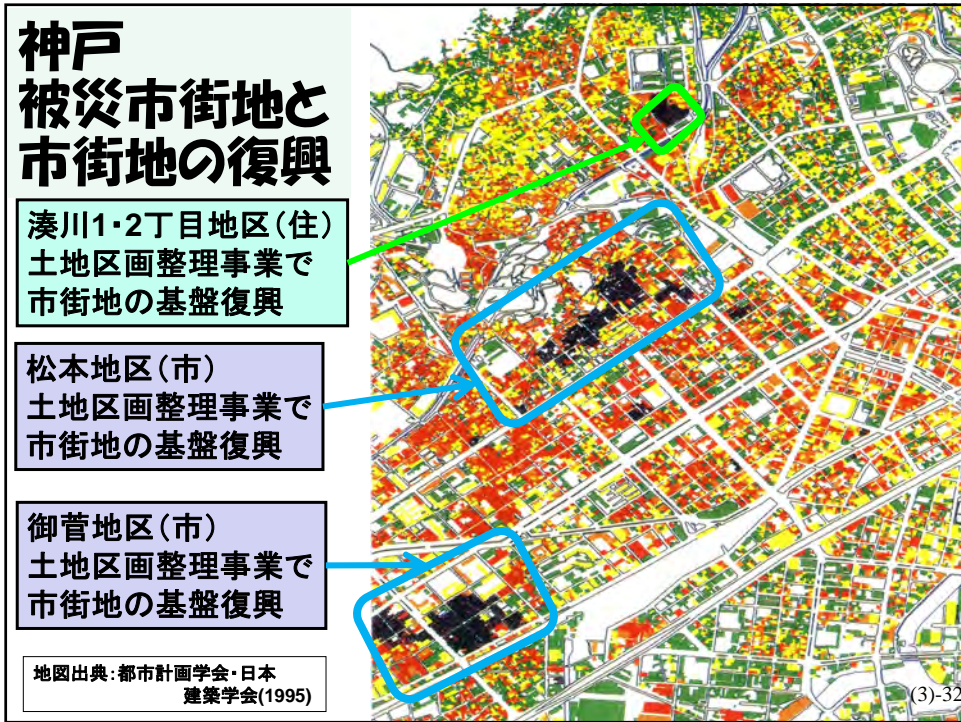 神戸
被災市街地と
市街地の復興
湊川1・2丁目地区(住)
土地区画整理事業で
市街地の基盤復興
松本地区(市)
土地区画整理事業で
市街地の基盤復興
御菅地区(市)
土地区画整理事業で
市街地の基盤復興
地図出典:都市計画学会・日本
建築学会(1995)
(3)-32